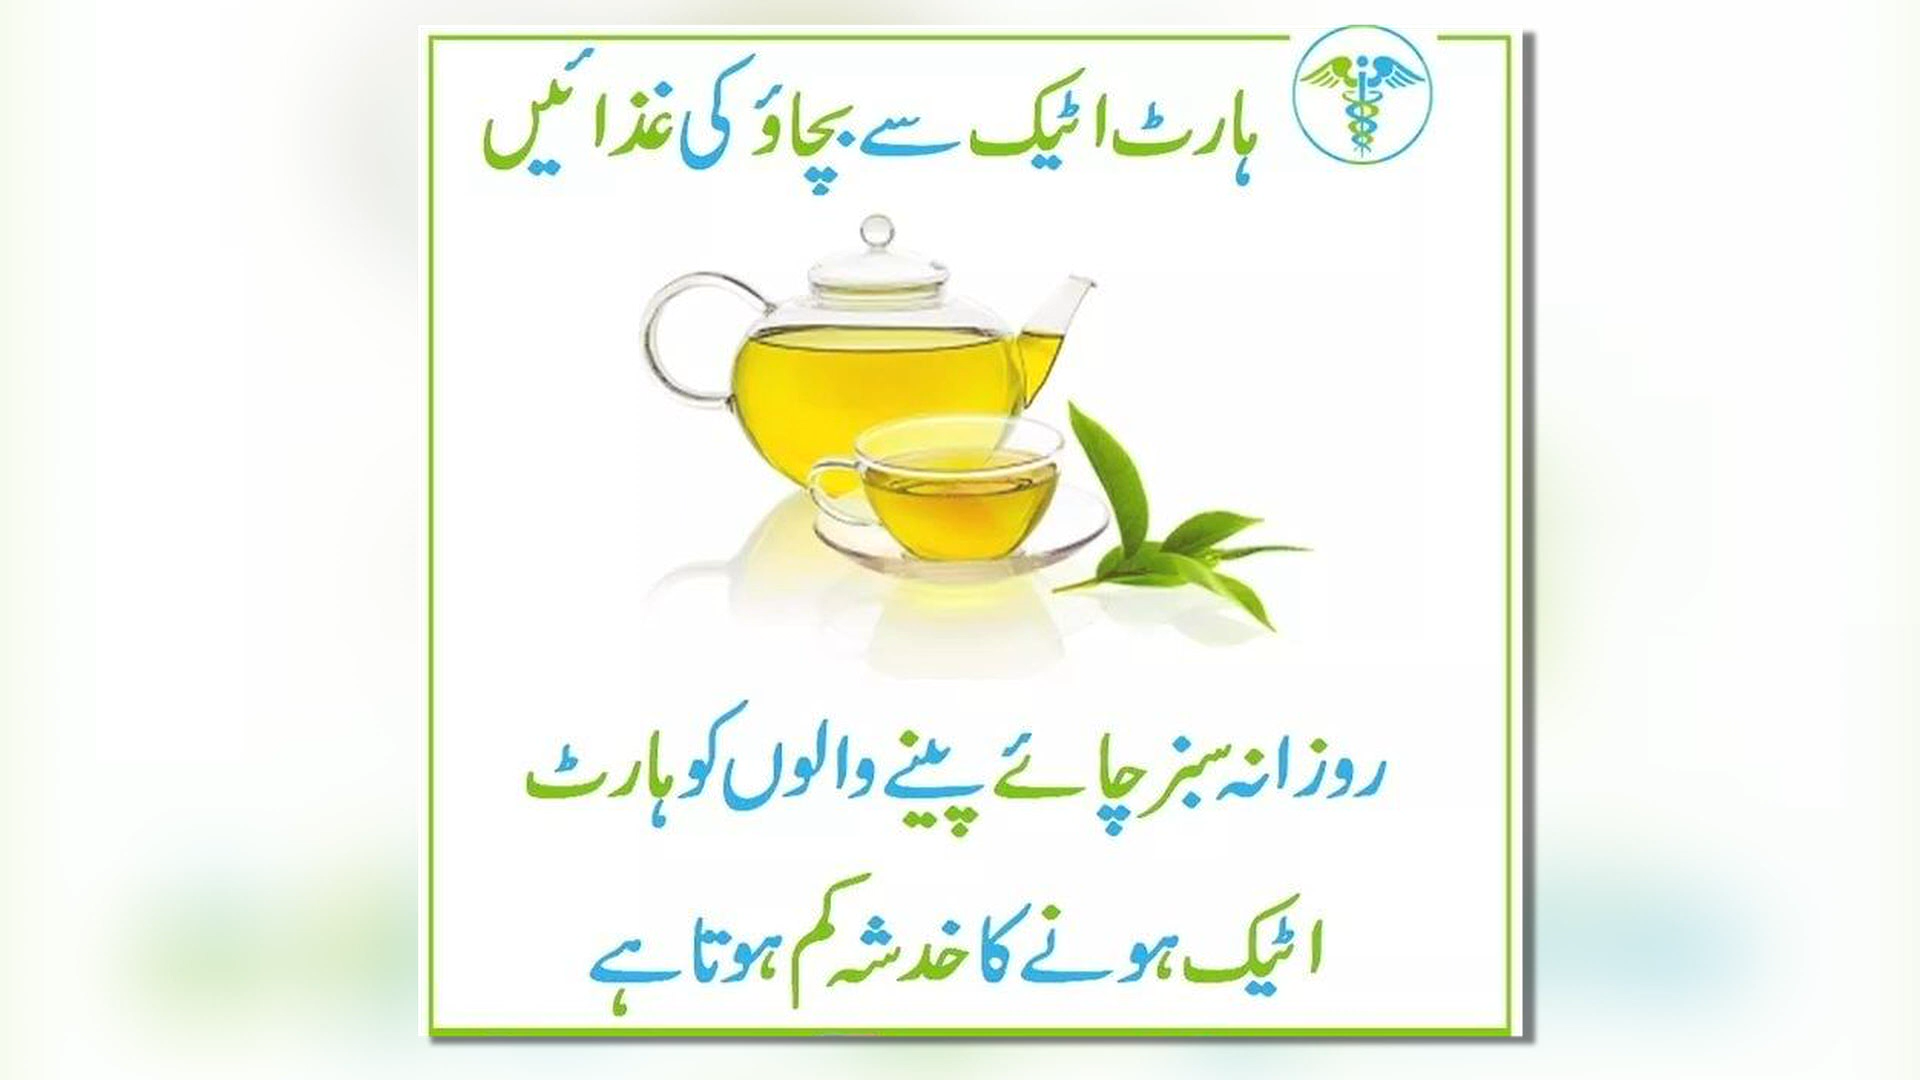 ہارٹ اٹیک سے بچاؤ کی غذائیں
روزانہ سبز چائے پینے والوں کو ہارٹ
اٹیک ہونے کا خدشہ کم ہوتا ہے